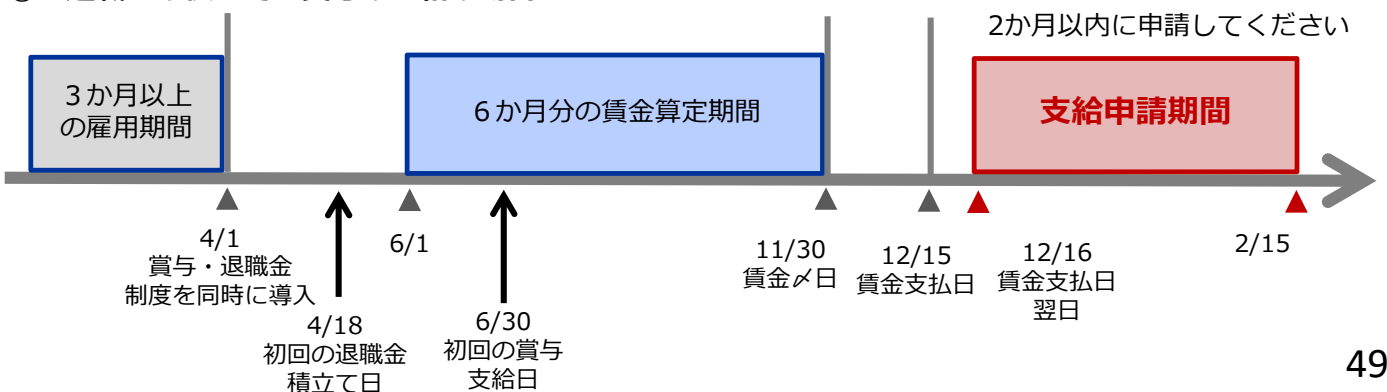 2か月以内に申請してください
３か月以上
の雇用期間
６か月分の賃金算定期間
支給申請期間
4/1
賞与・退職金
制度を同時に導入
4/18
初回の退職金
積立て日
6/1
6/30
初回の賞与
支給日
11/30
賃金〆日
12/15
賃金支払日
12/16
賃金支払日
翌日
2/15
49